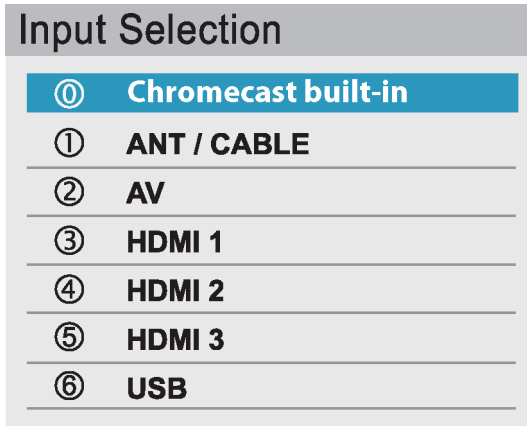 Input Selection
⓪ Chromecast built-in
① ANT / CABLE
② AV
③ HDMI 1
④ HDMI 2
⑤ HDMI 3
⑥ USB